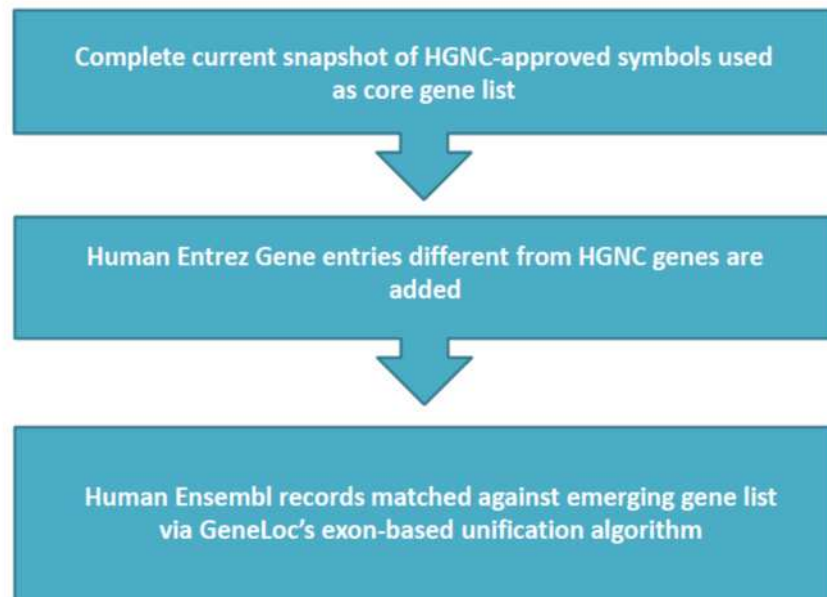 Complete current snapshot of HGNC-approved symbols used
as core gene list
Human Entrez Gene entries different from HGNC genes are
added
Human Ensembl records matched against emerging gene list
via GeneLoc’s exon-based unification algorithm